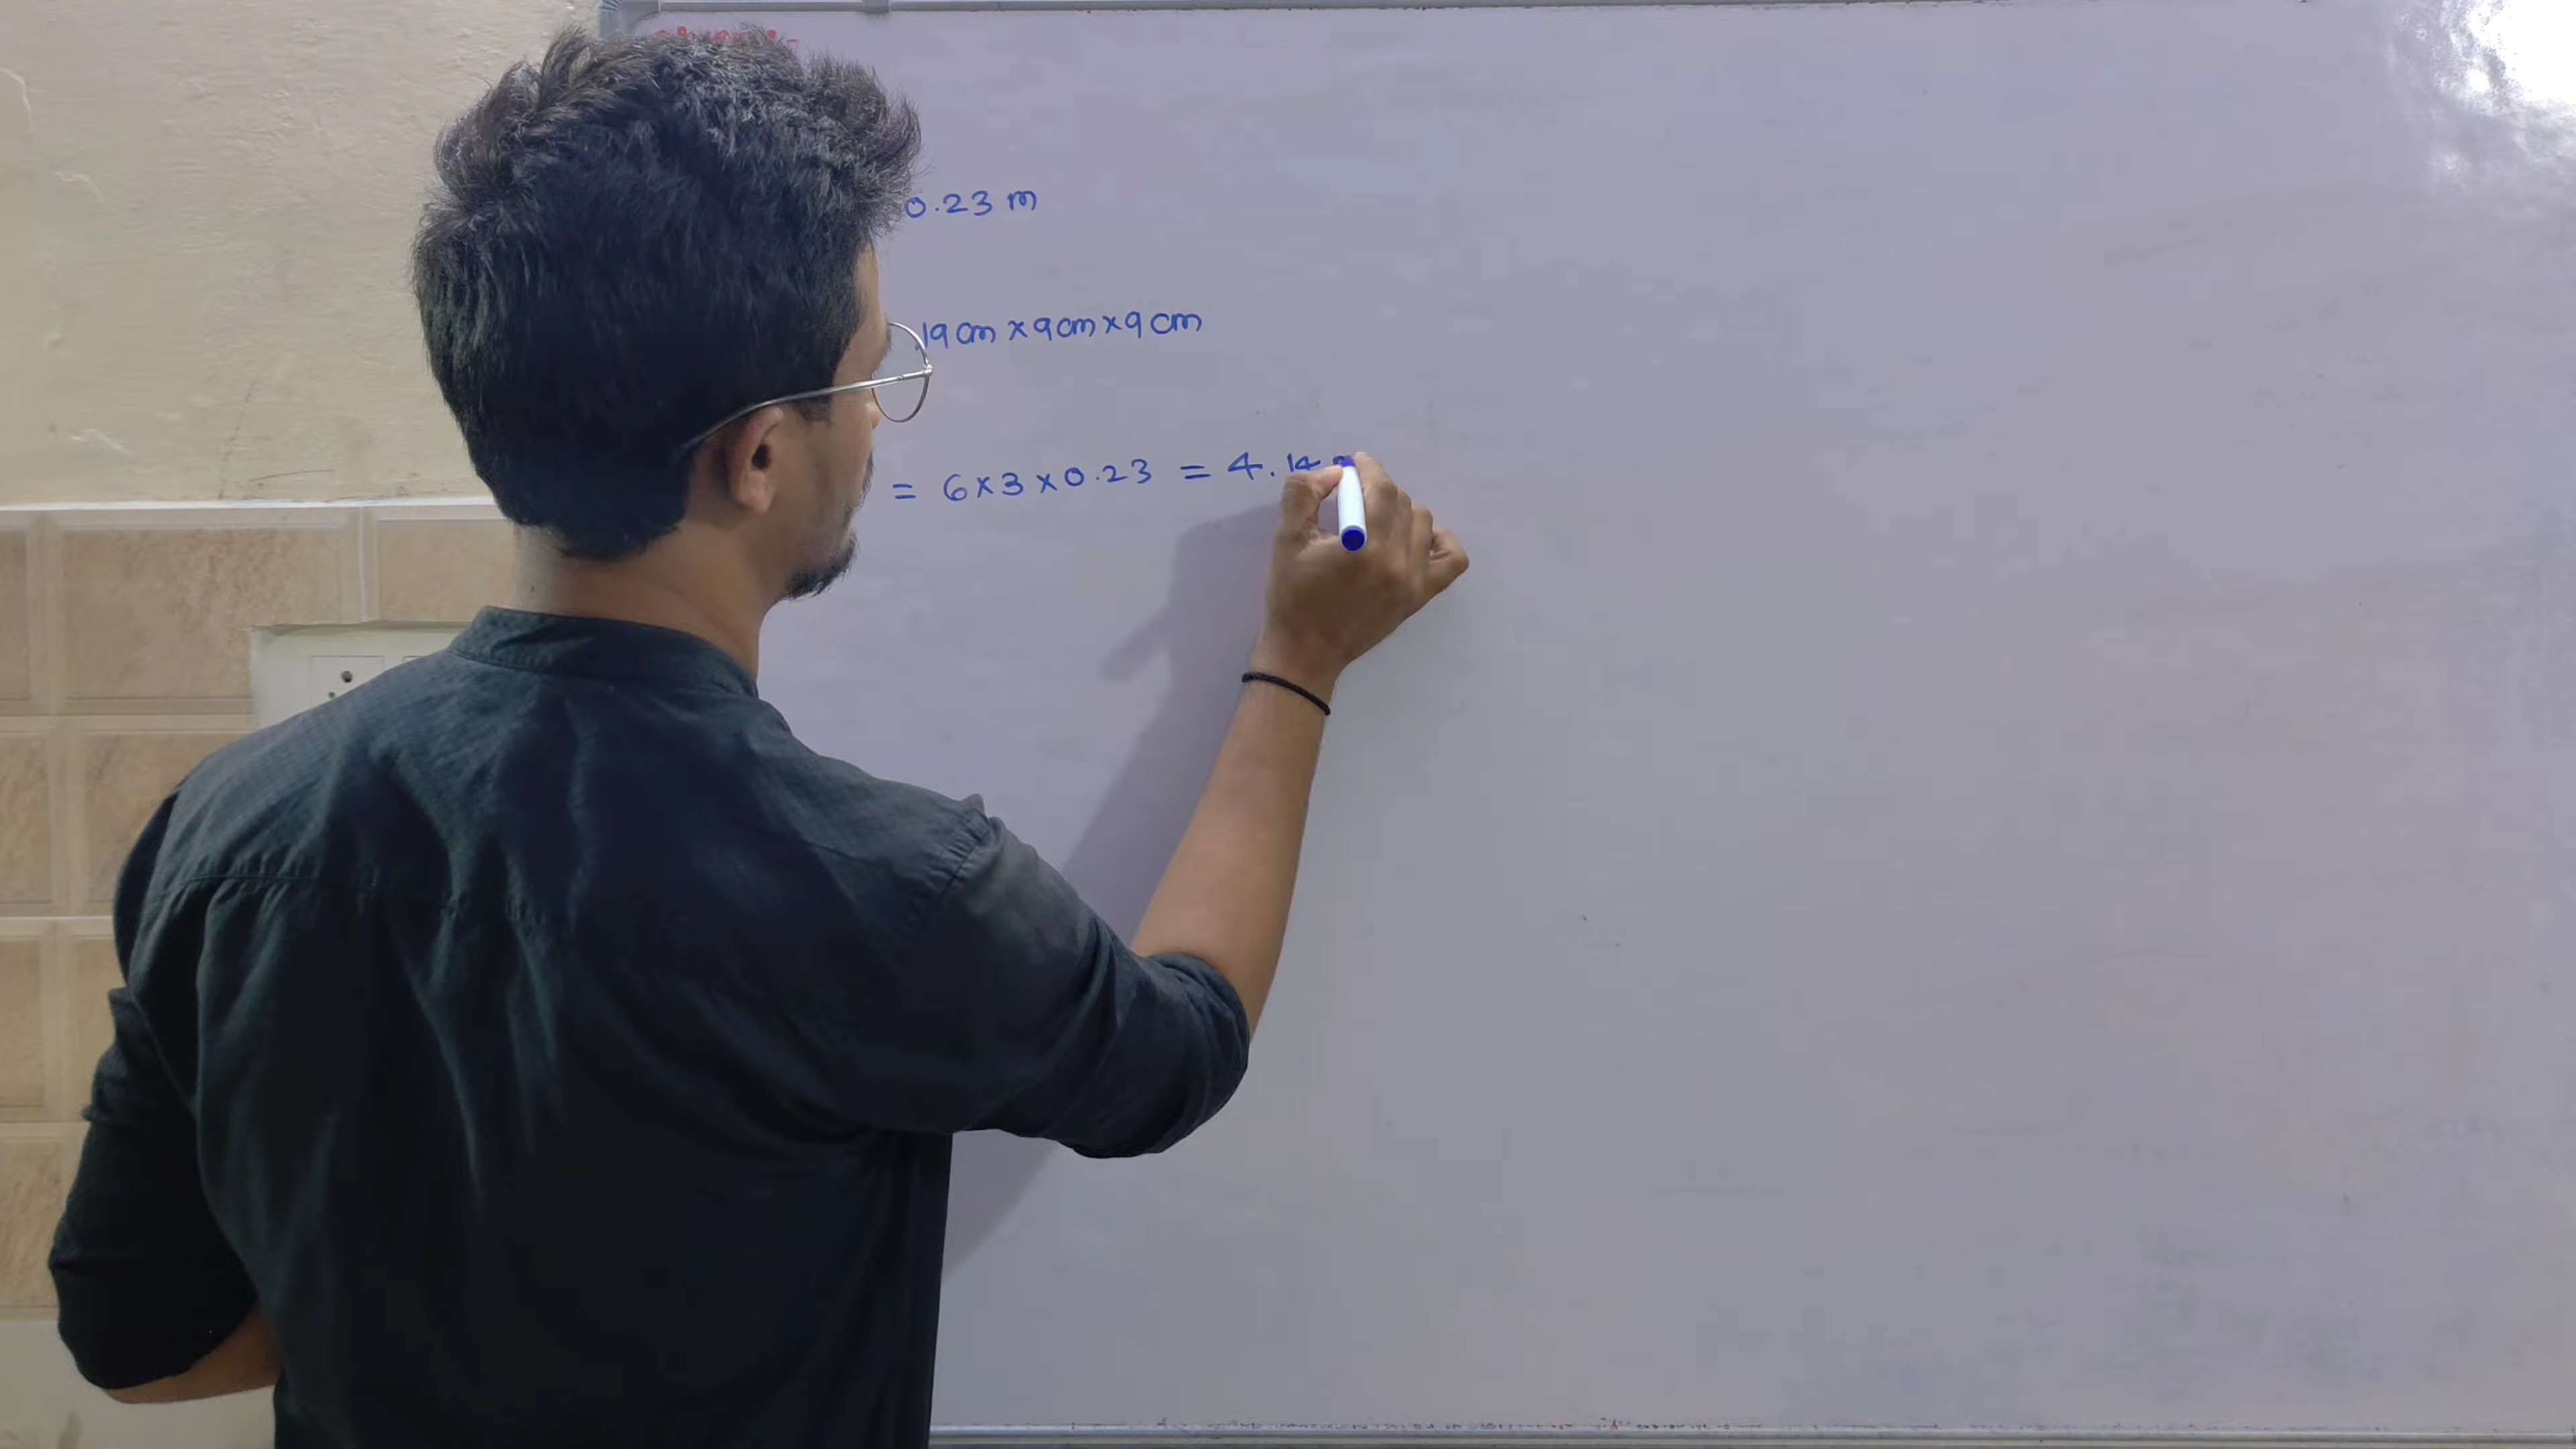 0.23 m
19 cm x 9 cm x 9 cm
= 6 x 3 x 0.23 = 4.14